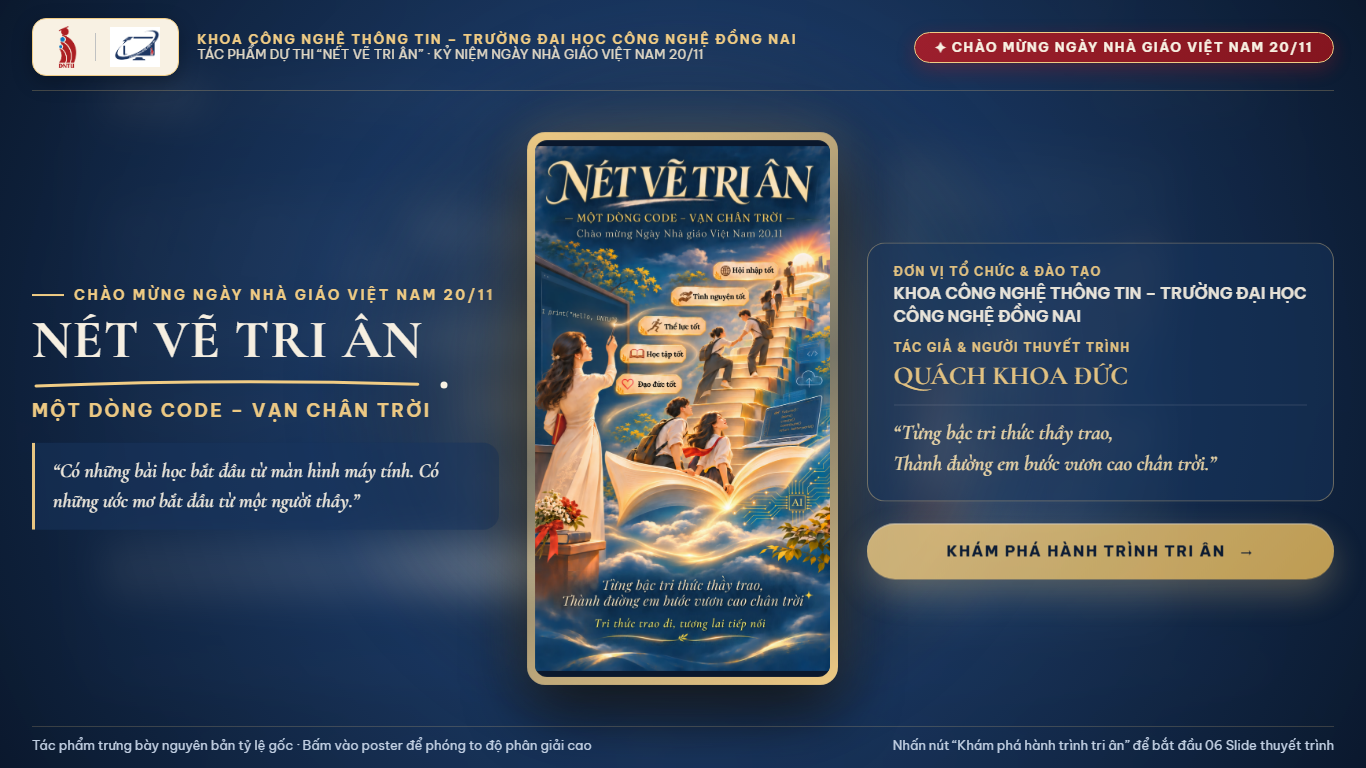 DNTU
KHOA CÔNG NGHỆ THÔNG TIN – TRƯỜNG ĐẠI HỌC CÔNG NGHỆ ĐỒNG NAI
TÁC PHẨM DỰ THI “NÉT VẼ TRI ÂN” · KỶ NIỆM NGÀY NHÀ GIÁO VIỆT NAM 20/11
✦ CHÀO MỪNG NGÀY NHÀ GIÁO VIỆT NAM 20/11
CHÀO MỪNG NGÀY NHÀ GIÁO VIỆT NAM 20/11
NÉT VẼ TRI ÂN
MỘT DÒNG CODE – VẠN CHÂN TRỜI
“Có những bài học bắt đầu từ màn hình máy tính. Có
những ước mơ bắt đầu từ một người thầy.”
NÉT VẼ TRI ÂN
— MỘT DÒNG CODE – VẠN CHÂN TRỜI —
Chào mừng Ngày Nhà giáo Việt Nam 20.11
Hội nhập tốt
Tình nguyện tốt
print("Hello, DNTU")
Thể lực tốt
Học tập tốt
Đạo đức tốt
</>
AI
Từng bậc tri thức thầy trao,
Thành đường em bước vươn cao chân trời
Tri thức trao đi, tương lai tiếp nối
ĐƠN VỊ TỔ CHỨC & ĐÀO TẠO
KHOA CÔNG NGHỆ THÔNG TIN – TRƯỜNG ĐẠI HỌC
CÔNG NGHỆ ĐỒNG NAI
TÁC GIẢ & NGƯỜI THUYẾT TRÌNH
QUÁCH KHOA ĐỨC
“Từng bậc tri thức thầy trao,
Thành đường em bước vươn cao chân trời.”
KHÁM PHÁ HÀNH TRÌNH TRI ÂN →
Tác phẩm trưng bày nguyên bản tỷ lệ gốc · Bấm vào poster để phóng to độ phân giải cao
Nhấn nút “Khám phá hành trình tri ân” để bắt đầu 06 Slide thuyết trình